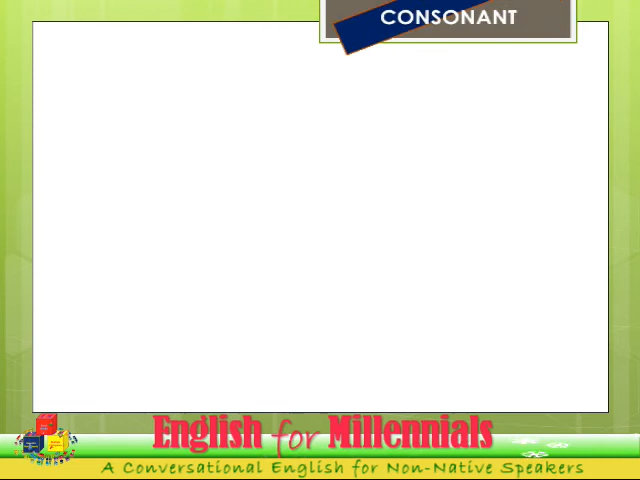 CONSONANT
English for Millennials
A Conversational English for Non-Native Speakers